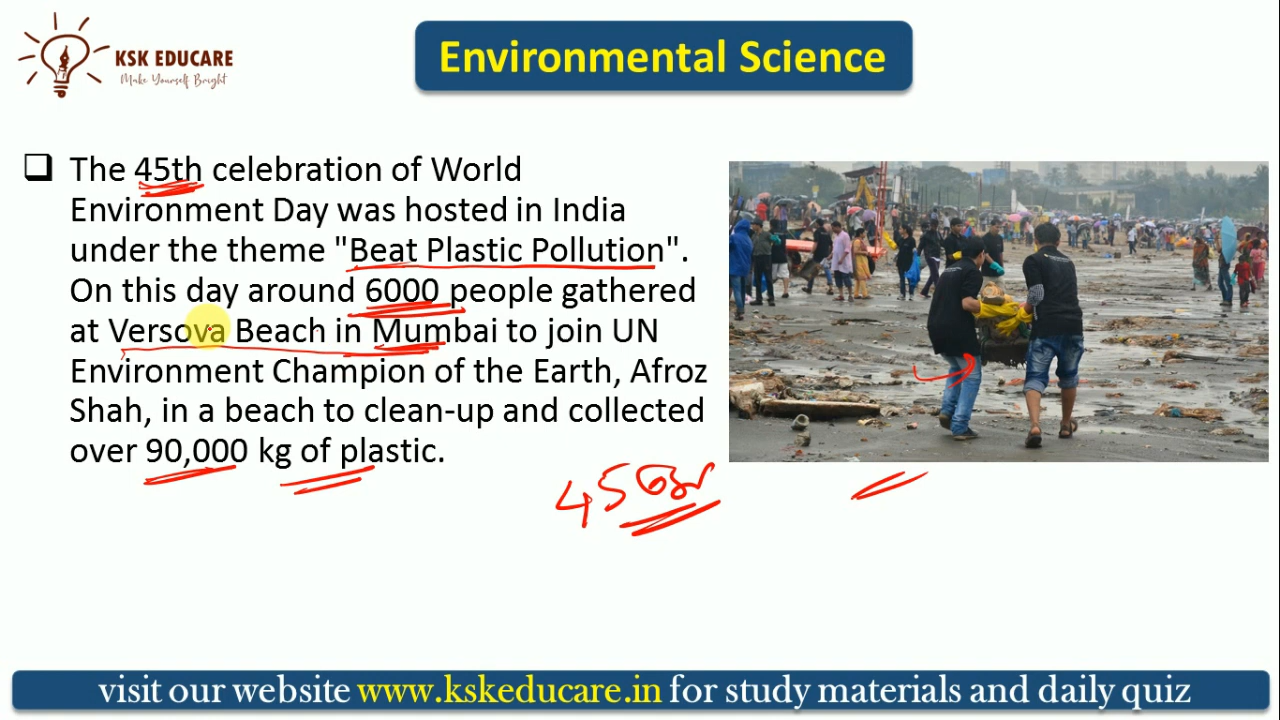 KSK EDUCARE
Make Yourself Bright
Environmental Science
The 45th celebration of World
Environment Day was hosted in India
under the theme "Beat Plastic Pollution".
On this day around 6000 people gathered
at Versova Beach in Mumbai to join UN
Environment Champion of the Earth, Afroz
Shah, in a beach to clean-up and collected
over 90,000 kg of plastic.
45
visit our website www.kskeducare.in for study materials and daily quiz